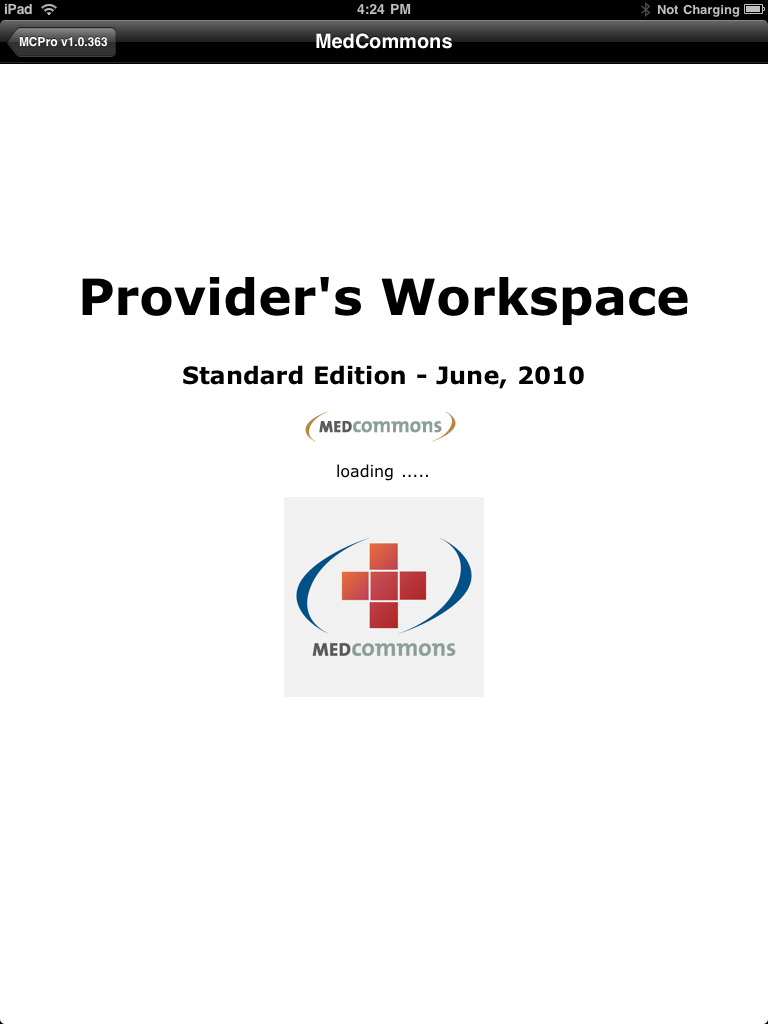 iPad 4:24 PM Not Charging
MCPro v1.0.363 MedCommons
Provider's Workspace
Standard Edition - June, 2010
MEDcommons
loading .....
MEDcommons